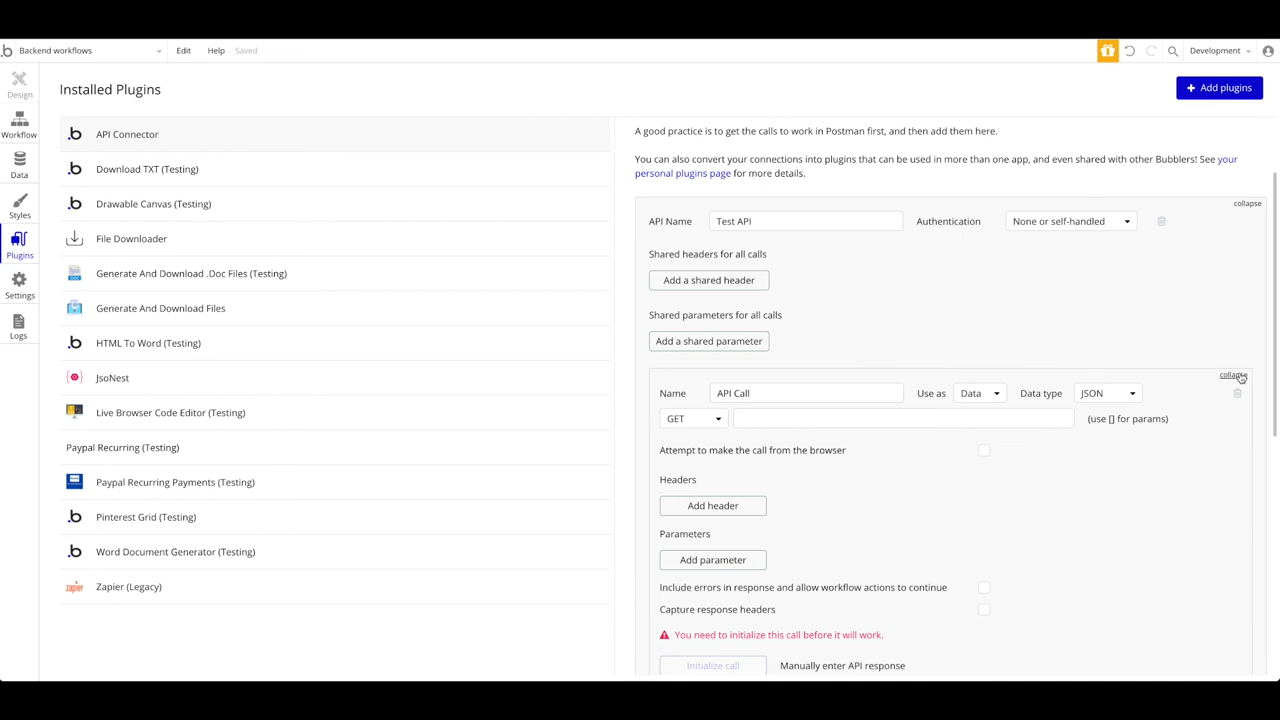 b Backend workflows Edit Help Saved Development
Design
Workflow
Data
Styles
Plugins
Settings
Logs
Installed Plugins
+ Add plugins
b API Connector
b Download TXT (Testing)
b Drawable Canvas (Testing)
File Downloader
Generate And Download .Doc Files (Testing)
Generate And Download Files
b HTML To Word (Testing)
JsoNest
Live Browser Code Editor (Testing)
Paypal Recurring (Testing)
Paypal Recurring Payments (Testing)
b Pinterest Grid (Testing)
b Word Document Generator (Testing)
zapier Zapier (Legacy)
A good practice is to get the calls to work in Postman first, and then add them here.
You can also convert your connections into plugins that can be used in more than one app, and even shared with other Bubblers! See your
personal plugins page for more details.
collapse
API Name Test API Authentication None or self-handled
Shared headers for all calls
Add a shared header
Shared parameters for all calls
Add a shared parameter
collapse
Name API Call Use as Data Data type JSON
GET (use [] for params)
Attempt to make the call from the browser
Headers
Add header
Parameters
Add parameter
Include errors in response and allow workflow actions to continue
Capture response headers
You need to initialize this call before it will work.
Initialize call Manually enter API response